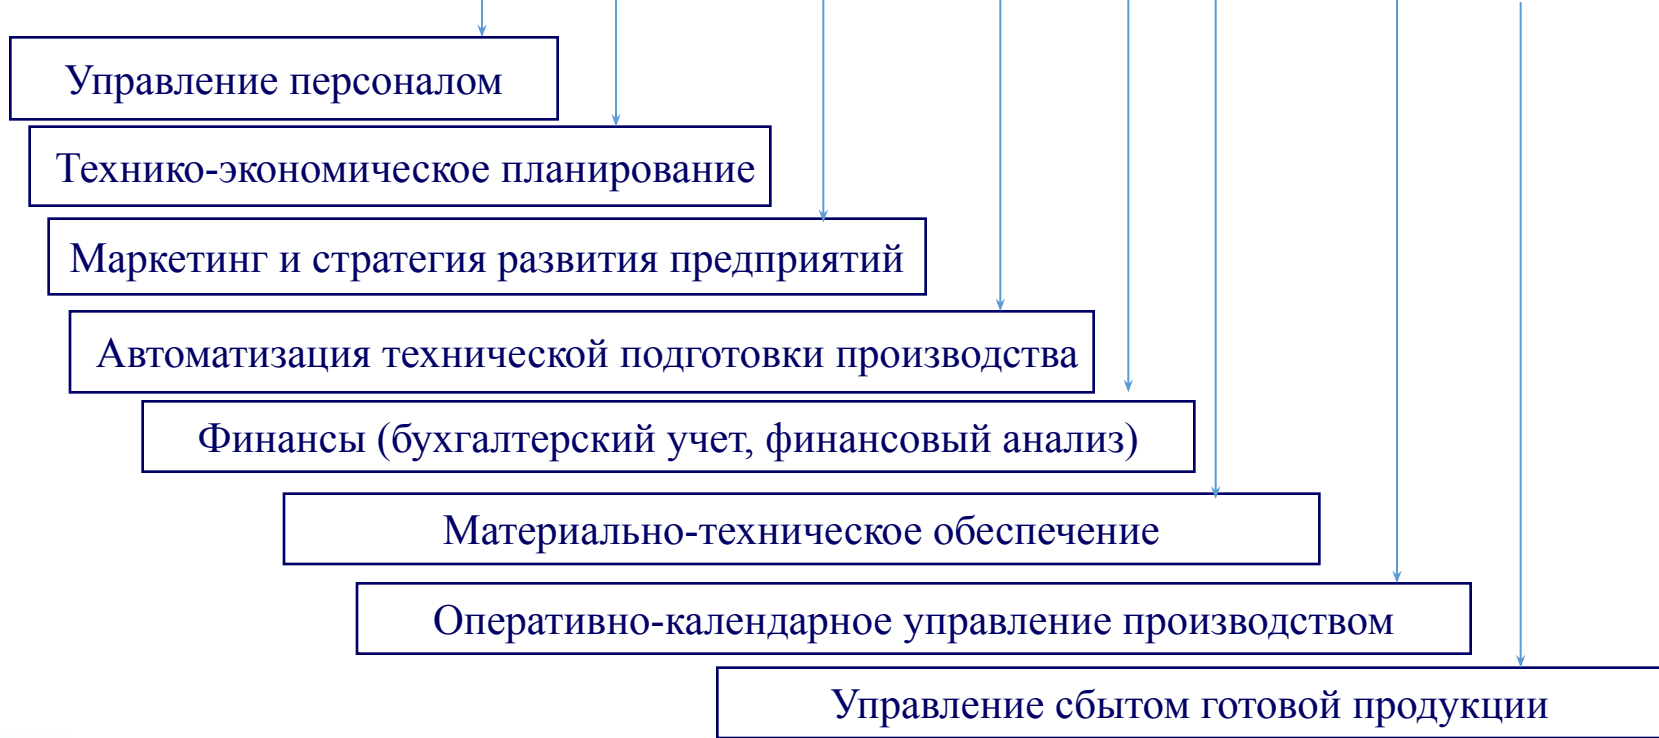 Управление персоналом
Технико-экономическое планирование
Маркетинг и стратегия развития предприятий
Автоматизация технической подготовки производства
Финансы (бухгалтерский учет, финансовый анализ)
Материально-техническое обеспечение
Оперативно-календарное управление производством
Управление сбытом готовой продукции